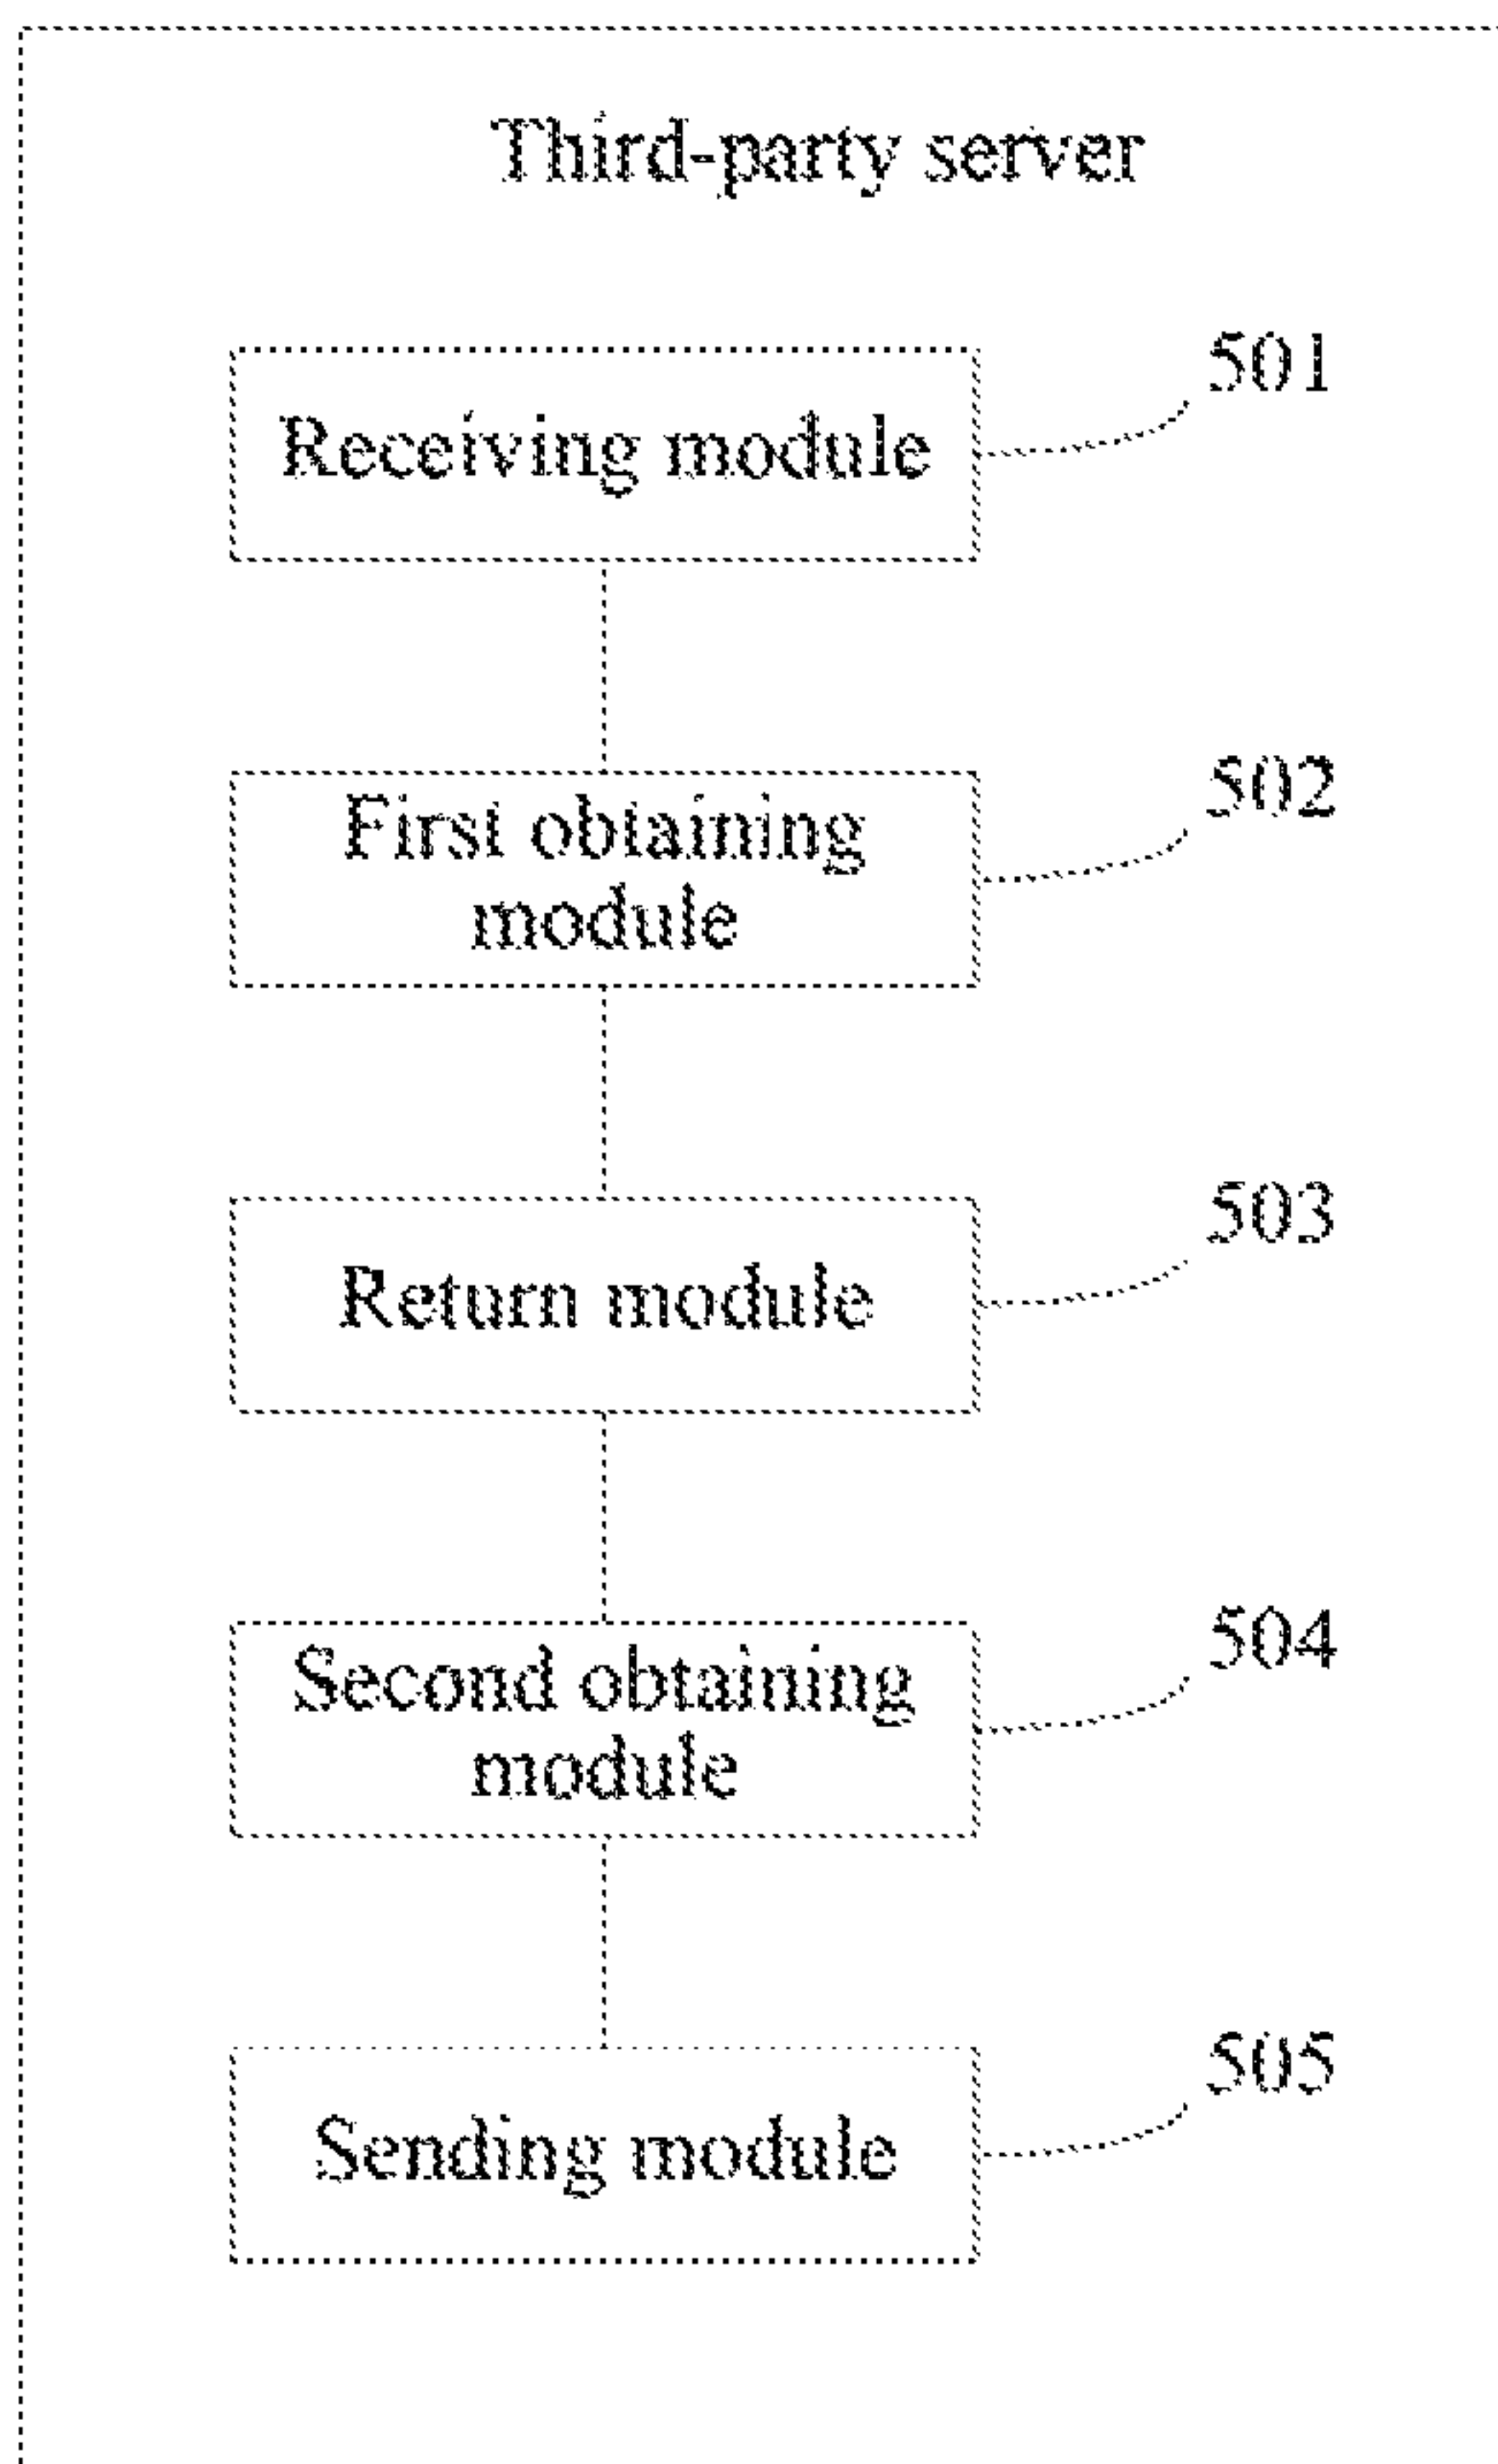 Third-party server
501
Receiving module
502
First obtaining
module
503
Return module
504
Second obtaining
module
505
Sending module